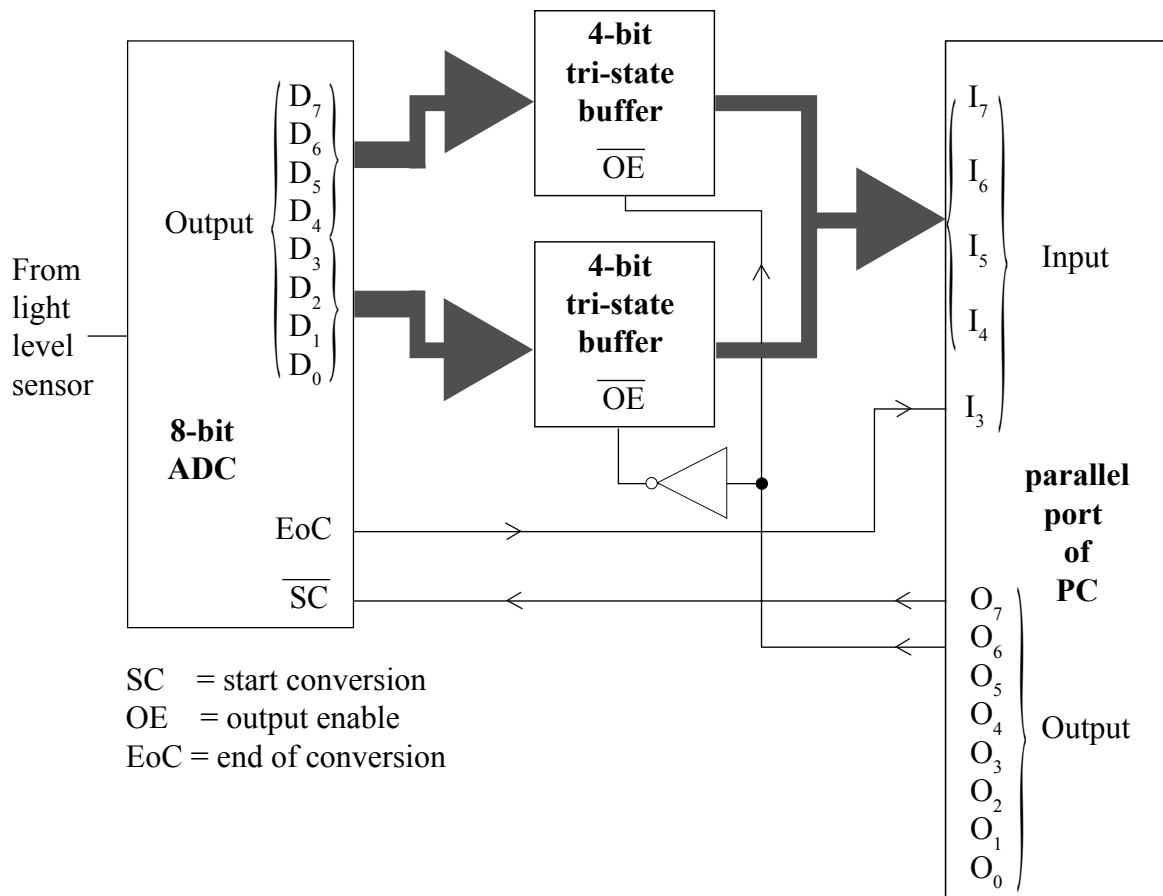 4-bit
tri-state
buffer
OE
4-bit
tri-state
buffer
OE
Output
D7
D6
D5
D4
D3
D2
D1
D0
From
light
level
sensor
8-bit
ADC
EoC
SC
I7
I6
I5
I4
I3
Input
parallel
port
of
PC
O7
O6
O5
O4
O3
O2
O1
O0
Output
SC = start conversion
OE = output enable
EoC = end of conversion